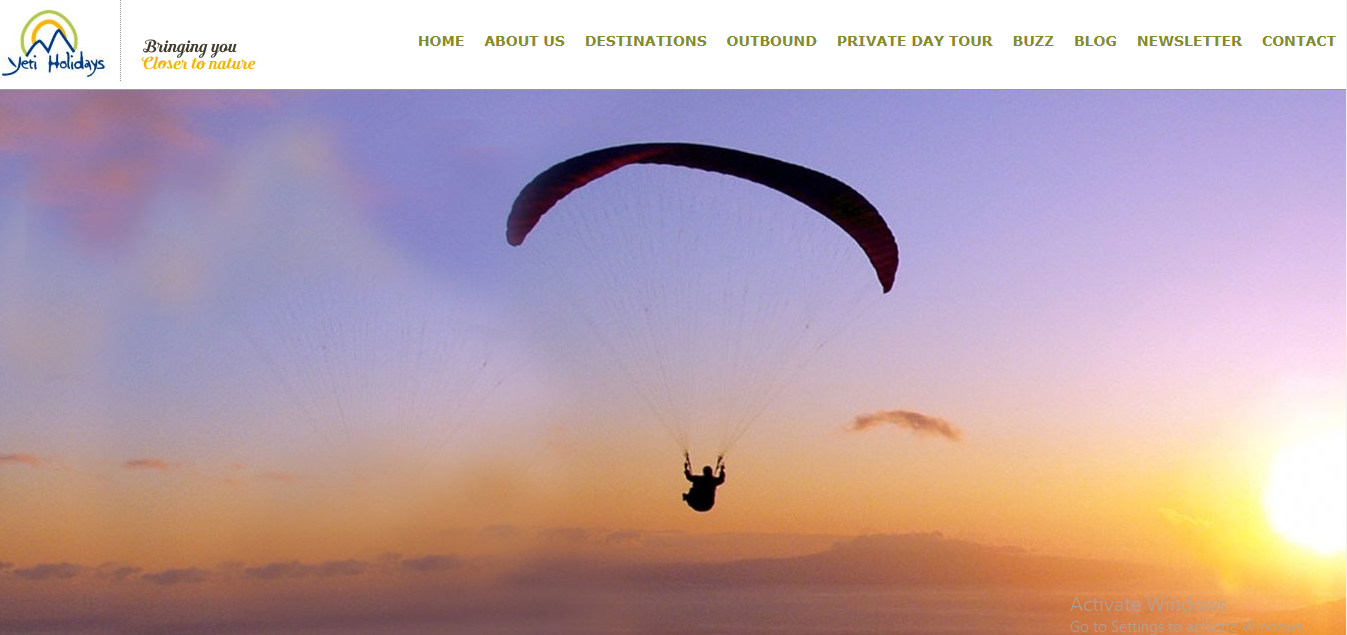 Yeti Holidays
Bringing you
Closer to nature
HOME ABOUT US DESTINATIONS OUTBOUND PRIVATE DAY TOUR BUZZ BLOG NEWSLETTER CONTACT
Activate Windows
Go to Settings to activate Windows.